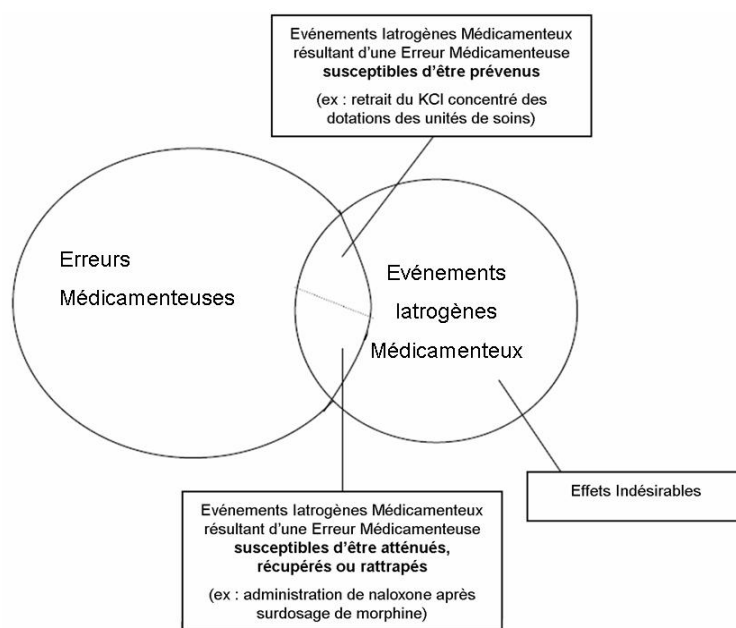 Evénements Iatrogènes Médicamenteux
résultant d'une Erreur Médicamenteuse
susceptibles d'être prévenus
(ex : retrait du KCl concentré des
dotations des unités de soins)
Erreurs
Médicamenteuses
Evénements
Iatrogènes
Médicamenteux
Effets Indésirables
Evénements Iatrogènes Médicamenteux
résultant d'une Erreur Médicamenteuse
susceptibles d'être atténués,
récupérés ou rattrapés
(ex : administration de naloxone après
surdosage de morphine)